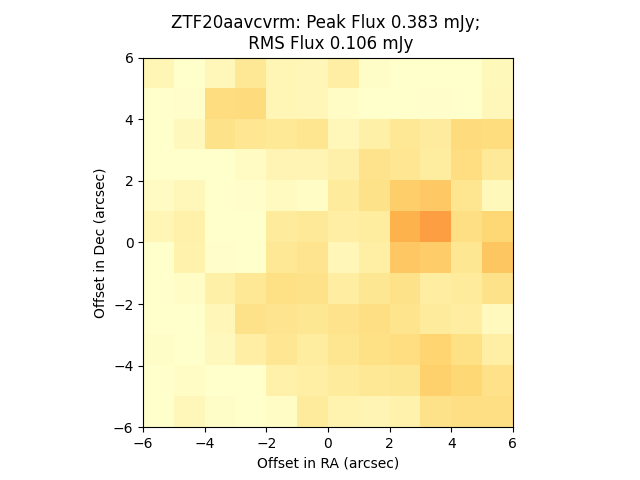 ZTF20aavcvrm: Peak Flux 0.383 mJy;
RMS Flux 0.106 mJy
6
4
2
0
−2
−4
−6
Offset in Dec (arcsec)
−6 −4 −2 0 2 4 6
Offset in RA (arcsec)